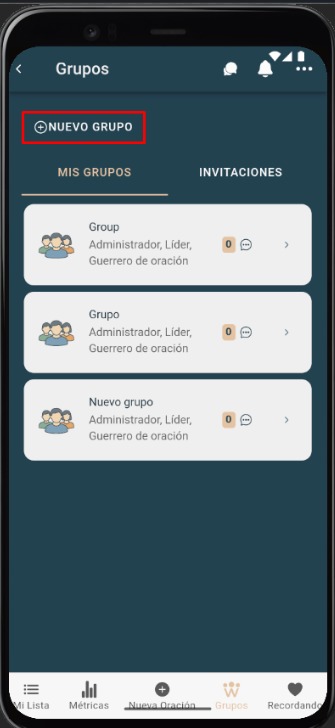 Grupos
NUEVO GRUPO
MIS GRUPOS
INVITACIONES
Group
Administrador, Líder,
Guerrero de oración
0
Grupo
Administrador, Líder,
Guerrero de oración
0
Nuevo grupo
Administrador, Líder,
Guerrero de oración
0
Mi Lista
Métricas
Nueva Oración
Grupos
Recordando